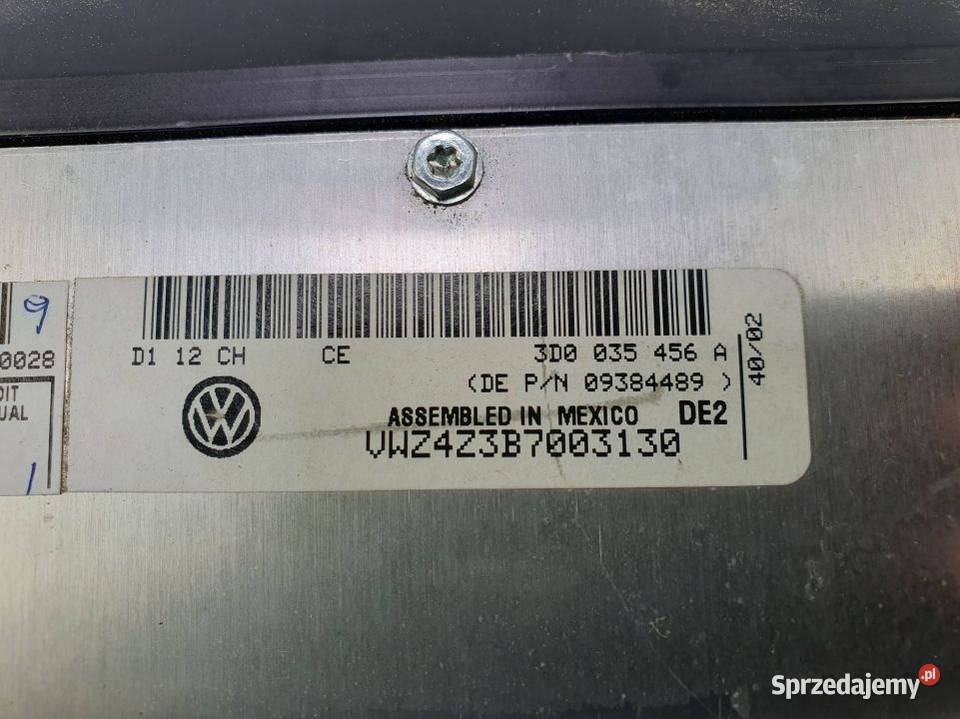 9
0028
DIT
UAL
1
D1 12 CH CE 3D0 035 456 A
(DE P/N 09384489 )
ASSEMBLED IN MEXICO DE2
VWZ4Z3B7003130
40/02
Sprzedajemy.pl